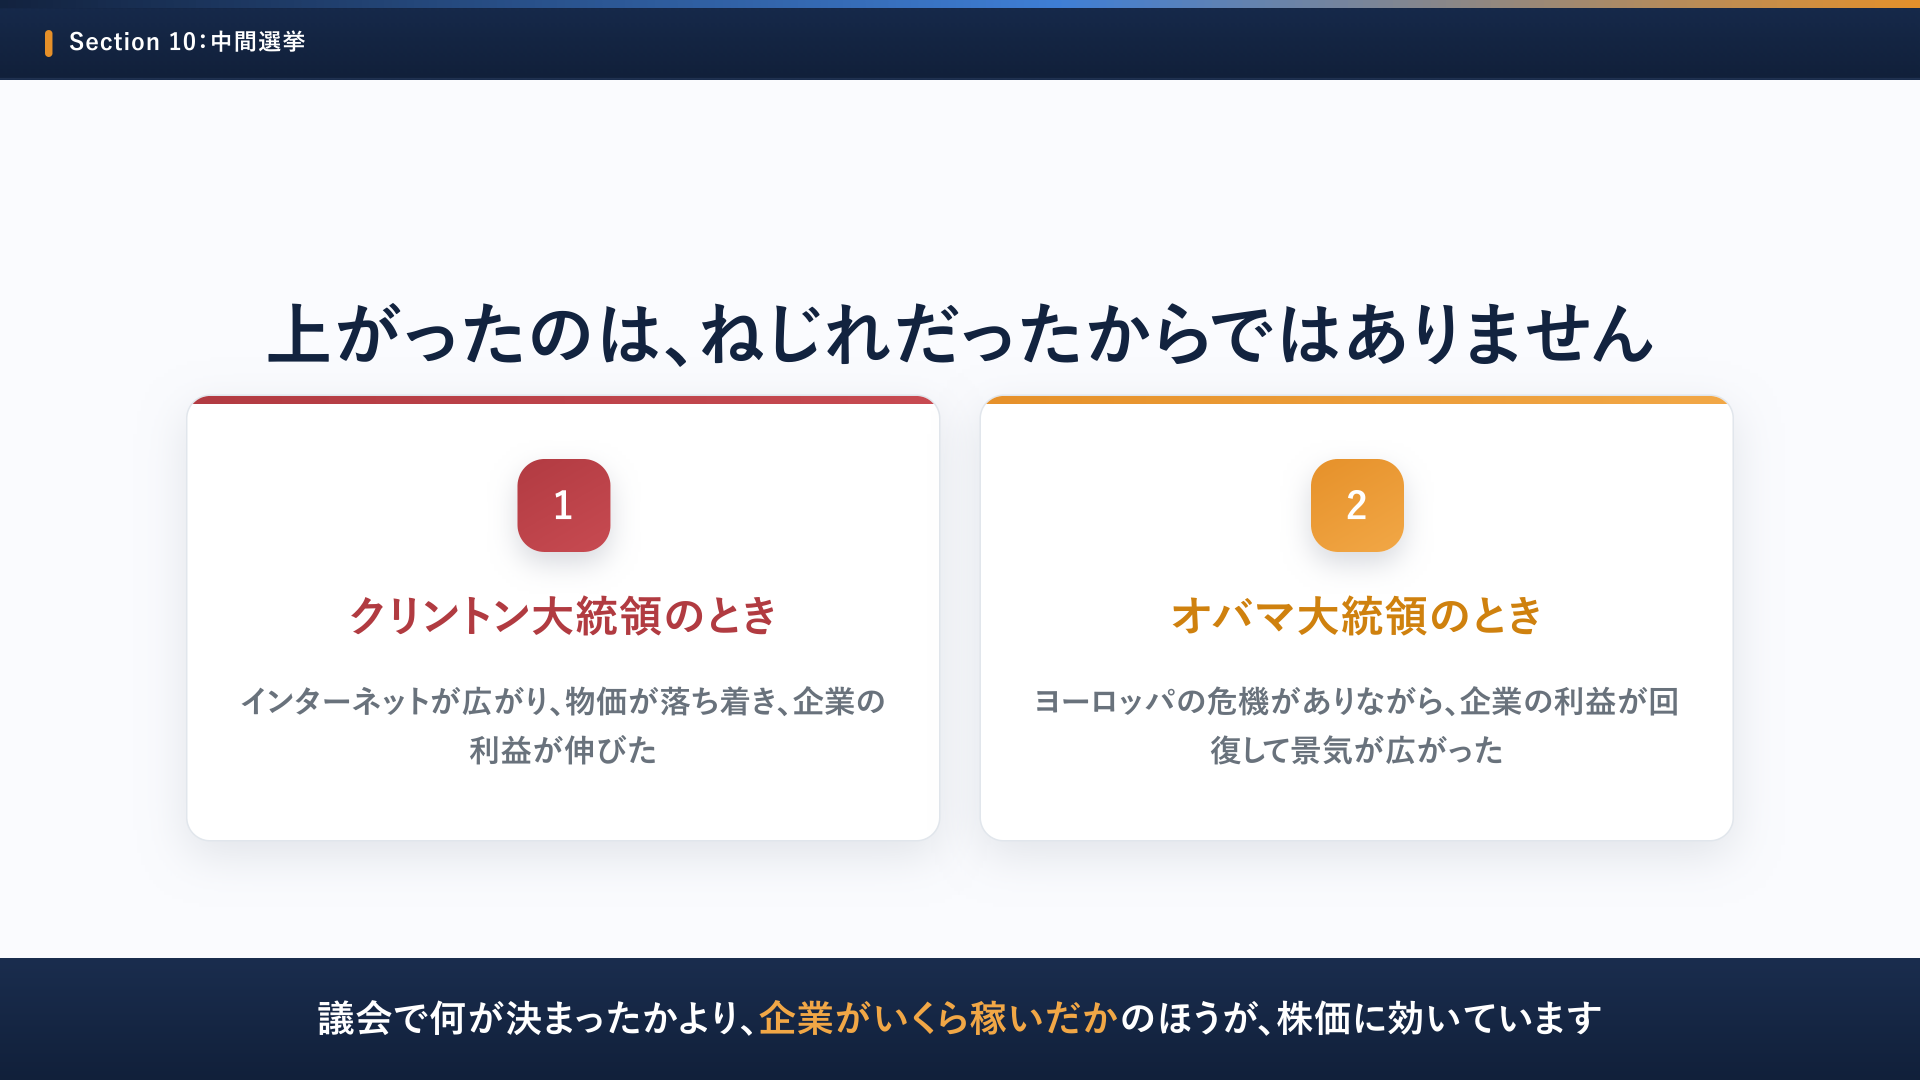 Section 10：中間選挙
上がったのは、ねじれだったからではありません
1
クリントン大統領のとき
インターネットが広がり、物価が落ち着き、企業の
利益が伸びた
2
オバマ大統領のとき
ヨーロッパの危機がありながら、企業の利益が回
復して景気が広がった
議会で何が決まったかより、企業がいくら稼いだかのほうが、株価に効いています